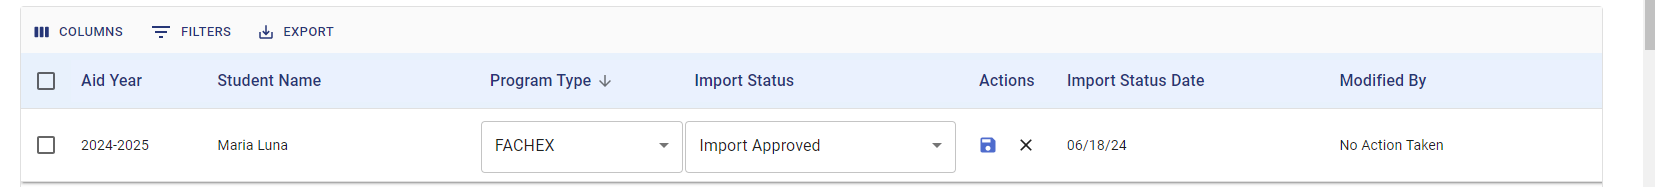 COLUMNS FILTERS EXPORT
Aid Year Student Name Program Type Import Status Actions Import Status Date Modified By
2024-2025 Maria Luna FACHEX Import Approved 06/18/24 No Action Taken